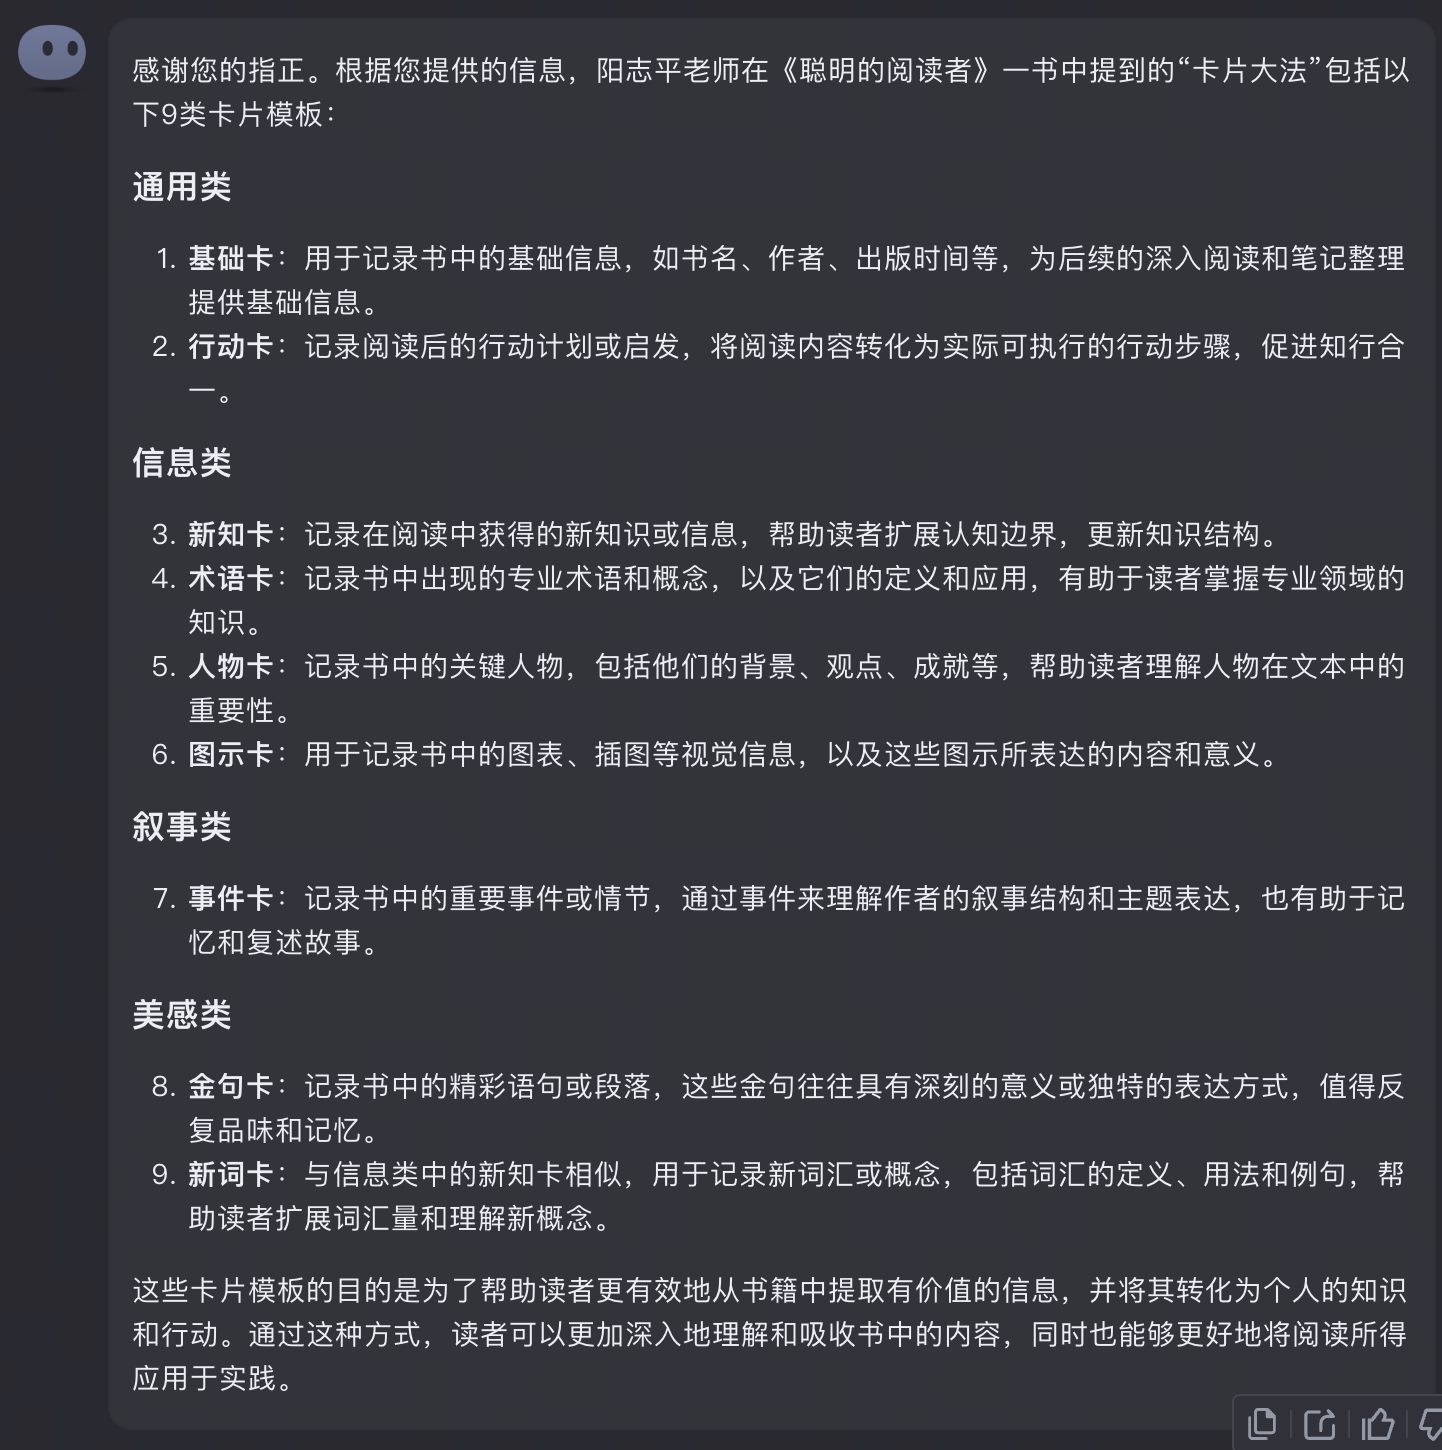 感谢您的指正。根据您提供的信息，阳志平老师在《聪明的阅读者》一书中提到的“卡片大法”包括以
下9类卡片模板：
通用类
1. 基础卡：用于记录书中的基础信息，如书名、作者、出版时间等，为后续的深入阅读和笔记整理
提供基础信息。
2. 行动卡：记录阅读后的行动计划或启发，将阅读内容转化为实际可执行的行动步骤，促进知行合
一。
信息类
3. 新知卡：记录在阅读中获得的新知识或信息，帮助读者扩展认知边界，更新知识结构。
4. 术语卡：记录书中出现的专业术语和概念，以及它们的定义和应用，有助于读者掌握专业领域的
知识。
5. 人物卡：记录书中的关键人物，包括他们的背景、观点、成就等，帮助读者理解人物在文本中的
重要性。
6. 图示卡：用于记录书中的图表、插图等视觉信息，以及这些图示所表达的内容和意义。
叙事类
7. 事件卡：记录书中的重要事件或情节，通过事件来理解作者的叙事结构和主题表达，也有助于记
忆和复述故事。
美感类
8. 金句卡：记录书中的精彩语句或段落，这些金句往往具有深刻的意义或独特的表达方式，值得反
复品味和记忆。
9. 新词卡：与信息类中的新知卡相似，用于记录新词汇或概念，包括词汇的定义、用法和例句，帮
助读者扩展词汇量和理解新概念。
这些卡片模板的目的是为了帮助读者更有效地从书籍中提取有价值的信息，并将其转化为个人的知识
和行动。通过这种方式，读者可以更加深入地理解和吸收书中的内容，同时也能够更好地将阅读所得
应用于实践。